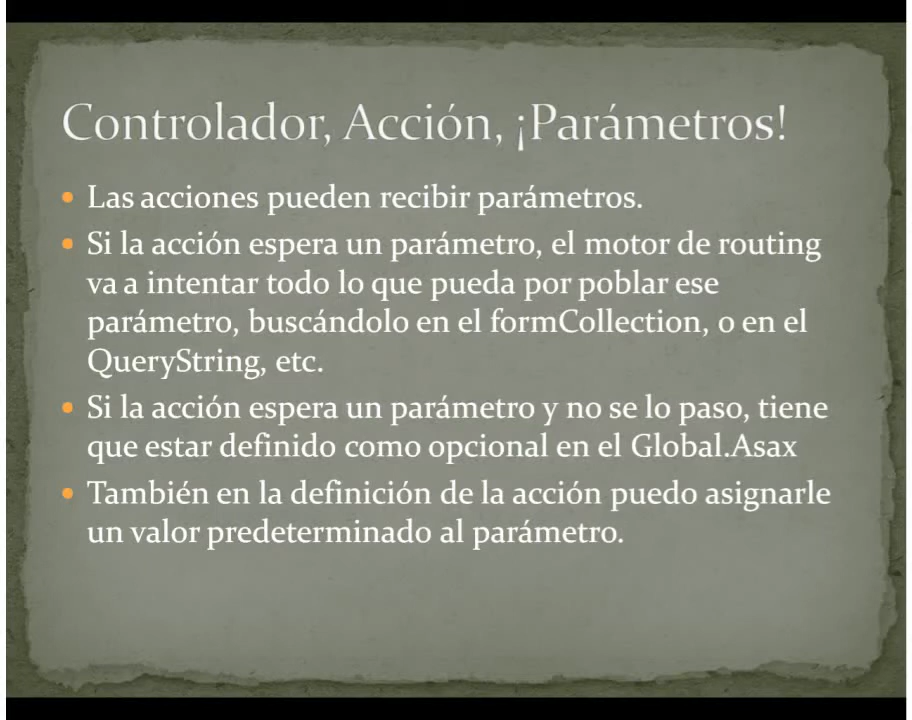 Controlador, Acción, ¡Parámetros!
• Las acciones pueden recibir parámetros.
• Si la acción espera un parámetro, el motor de routing
va a intentar todo lo que pueda por poblar ese
parámetro, buscándolo en el formCollection, o en el
QueryString, etc.
• Si la acción espera un parámetro y no se lo paso, tiene
que estar definido como opcional en el Global.Asax
• También en la definición de la acción puedo asignarle
un valor predeterminado al parámetro.